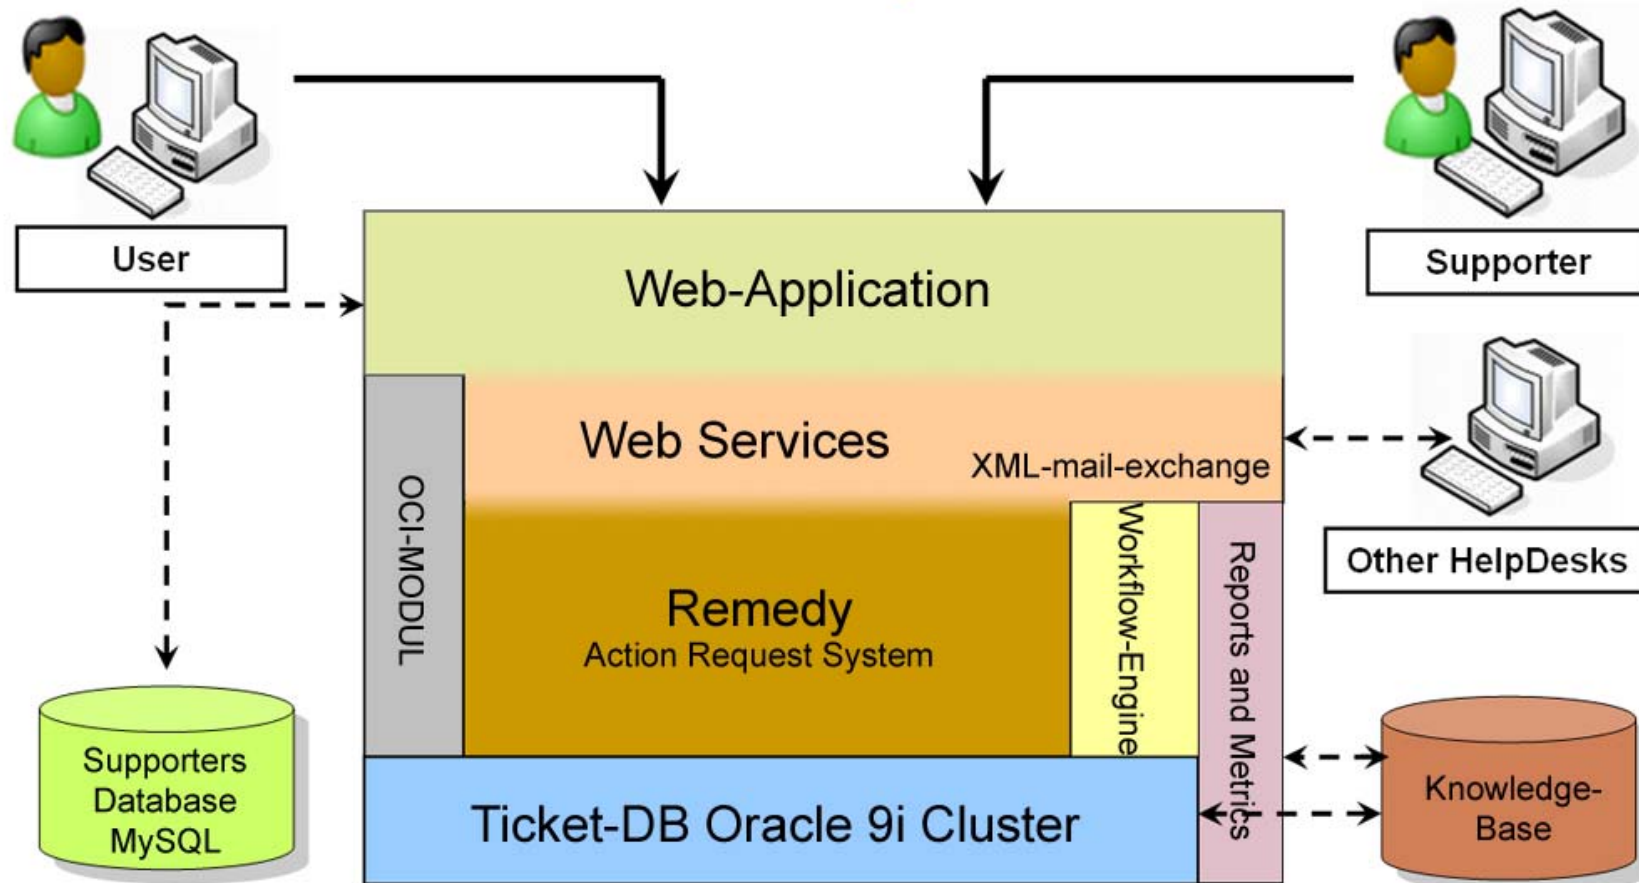 User
Supporter
Web-Application
Web Services
XML-mail-exchange
Other HelpDesks
OCI-MODUL
Remedy
Action Request System
Workflow-Engine
Reports and Metrics
Supporters
Database
MySQL
Ticket-DB Oracle 9i Cluster
Knowledge-
Base